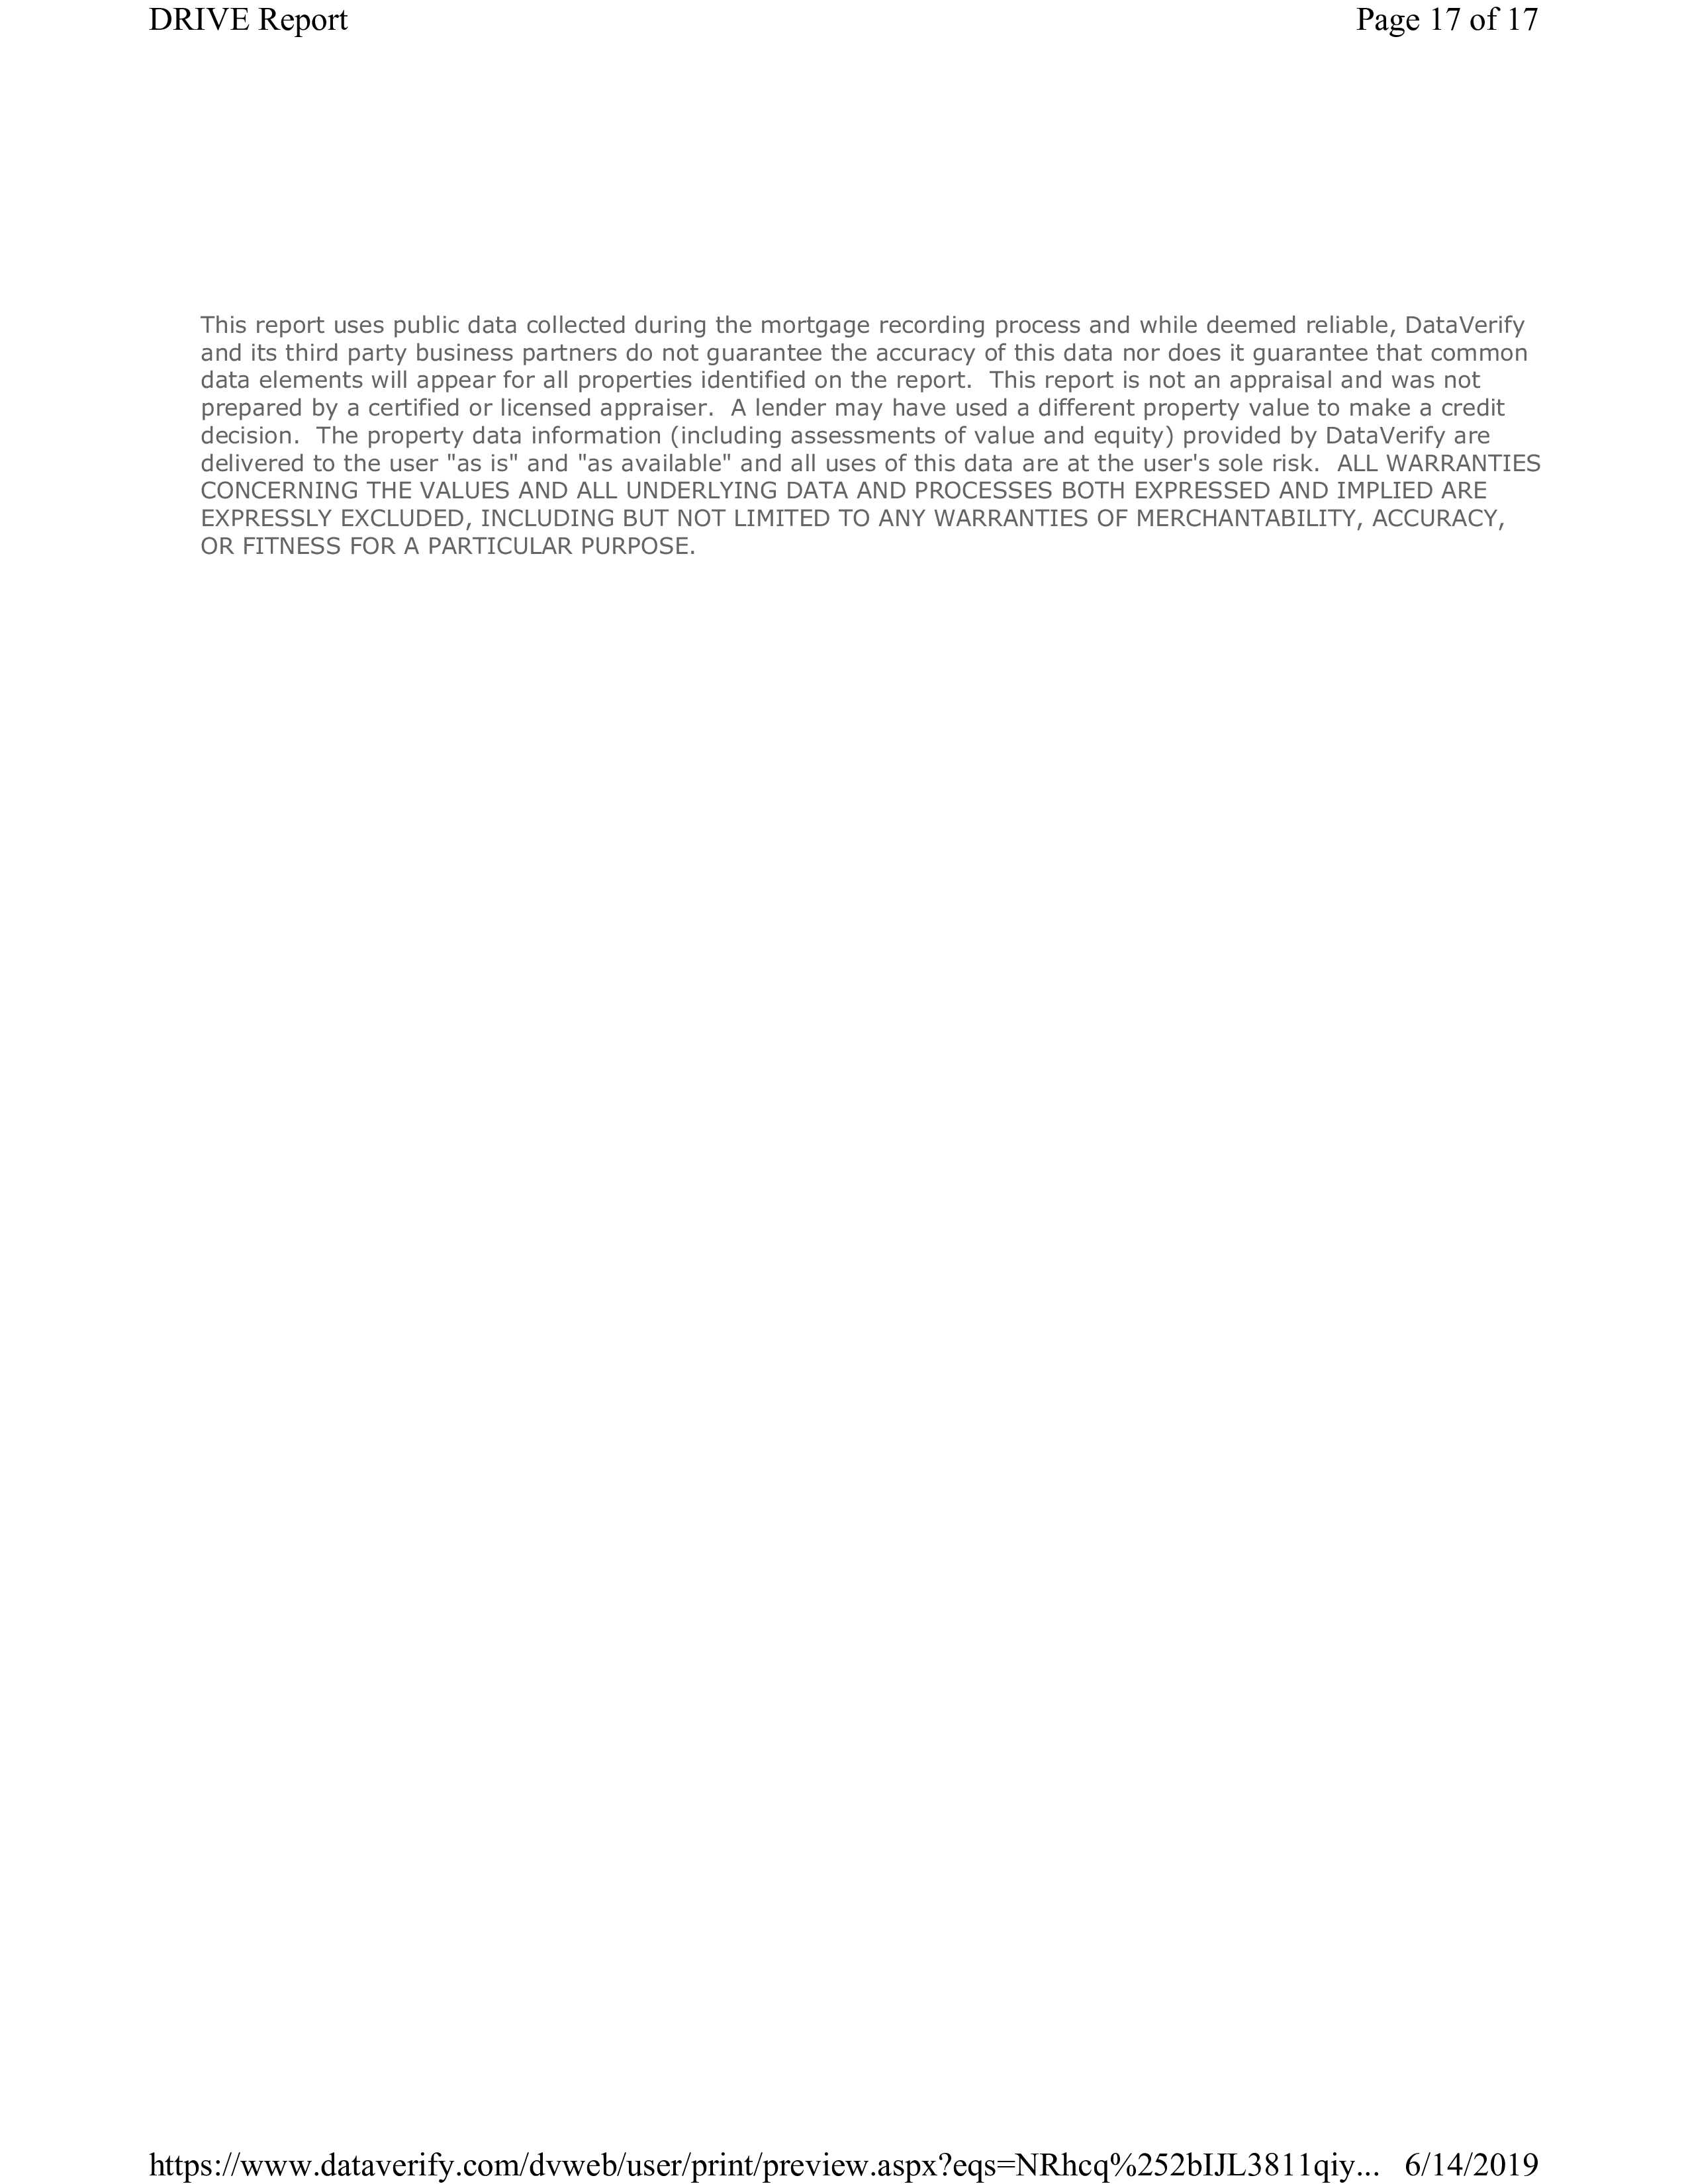 DRIVE Report Page 17 of 17
This report uses public data collected during the mortgage recording process and while deemed reliable, DataVerify
and its third party business partners do not guarantee the accuracy of this data nor does it guarantee that common
data elements will appear for all properties identified on the report.  This report is not an appraisal and was not
prepared by a certified or licensed appraiser.  A lender may have used a different property value to make a credit
decision.  The property data information (including assessments of value and equity) provided by DataVerify are
delivered to the user "as is" and "as available" and all uses of this data are at the user's sole risk.  ALL WARRANTIES
CONCERNING THE VALUES AND ALL UNDERLYING DATA AND PROCESSES BOTH EXPRESSED AND IMPLIED ARE
EXPRESSLY EXCLUDED, INCLUDING BUT NOT LIMITED TO ANY WARRANTIES OF MERCHANTABILITY, ACCURACY,
OR FITNESS FOR A PARTICULAR PURPOSE.
https://www.dataverify.com/dvweb/user/print/preview.aspx?eqs=NRhcq%252bIJL3811qiy... 6/14/2019